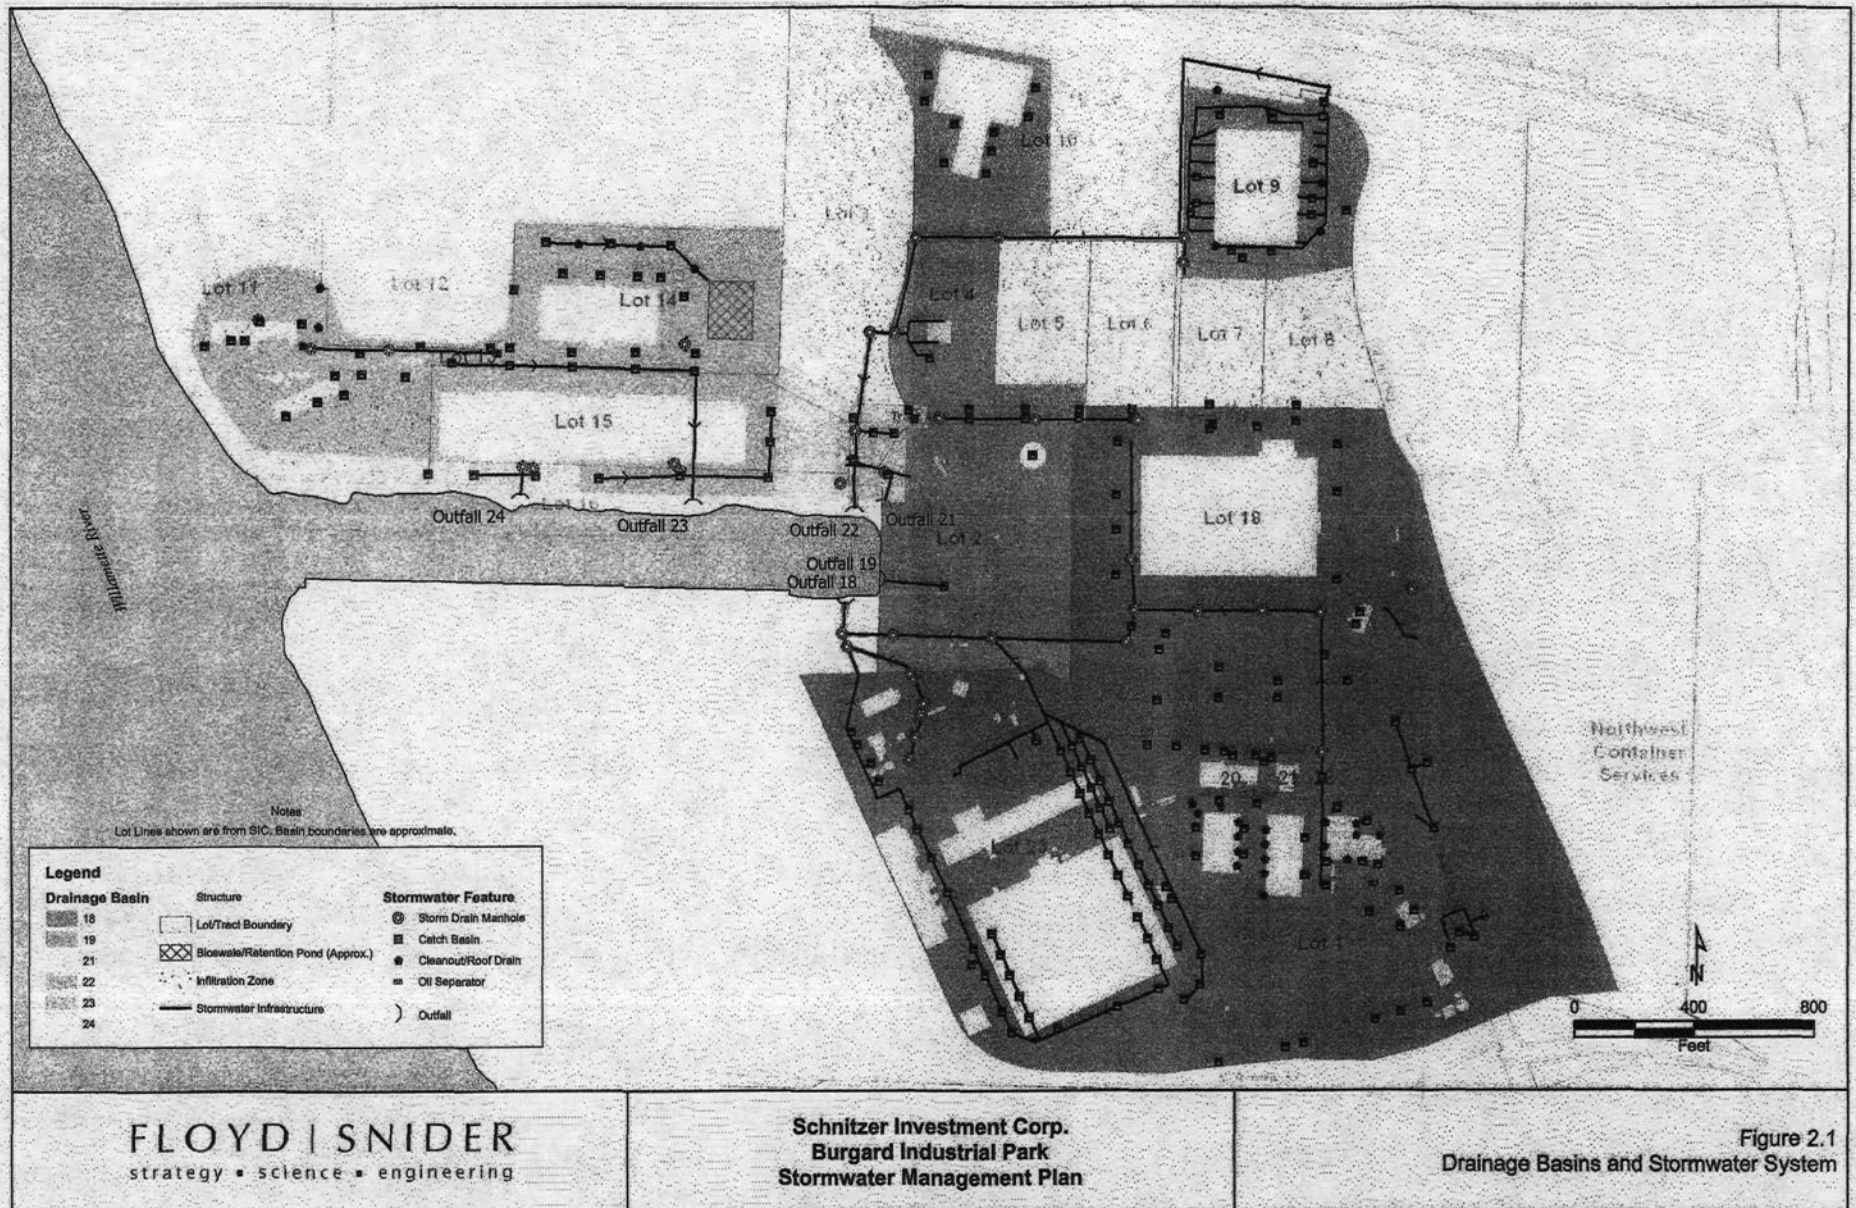 Lot 10
Lot 9
Lot 3
Lot 11
Lot 12
Lot 14
Lot 4
Lot 5
Lot 6
Lot 7
Lot 8
Lot 15
Lot 18
Lot 16
Outfall 24
Outfall 23
Outfall 22
Outfall 21
Lot 2
Outfall 19
Outfall 18
Willamette River
Northwest
Container
Services
20
21
Lot 1
Notes
Lot Lines shown are from SIC. Basin boundaries are approximate.
Legend
Drainage Basin
18
19
21
22
23
24
Structure
Lot/Tract Boundary
Bioswale/Retention Pond (Approx.)
Infiltration Zone
Stormwater Infrastructure
Stormwater Feature
Storm Drain Manhole
Catch Basin
Cleanout/Roof Drain
Oil Separator
Outfall
N
0 400 800
Feet
FLOYD | SNIDER
strategy ▪ science ▪ engineering
Schnitzer Investment Corp.
Burgard Industrial Park
Stormwater Management Plan
Figure 2.1
Drainage Basins and Stormwater System